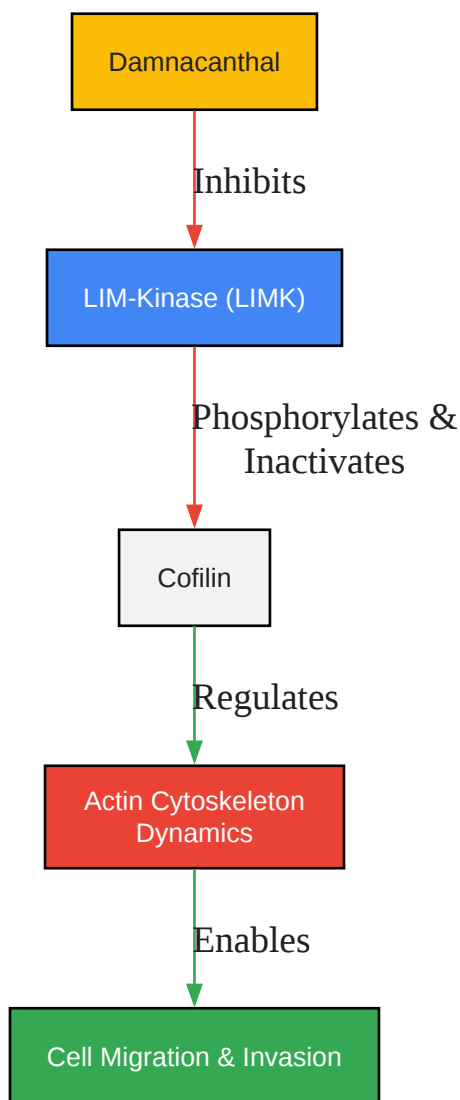 Damnacanthal
Inhibits
LIM-Kinase (LIMK)
Phosphorylates &
Inactivates
Cofilin
Regulates
Actin Cytoskeleton
Dynamics
Enables
Cell Migration & Invasion